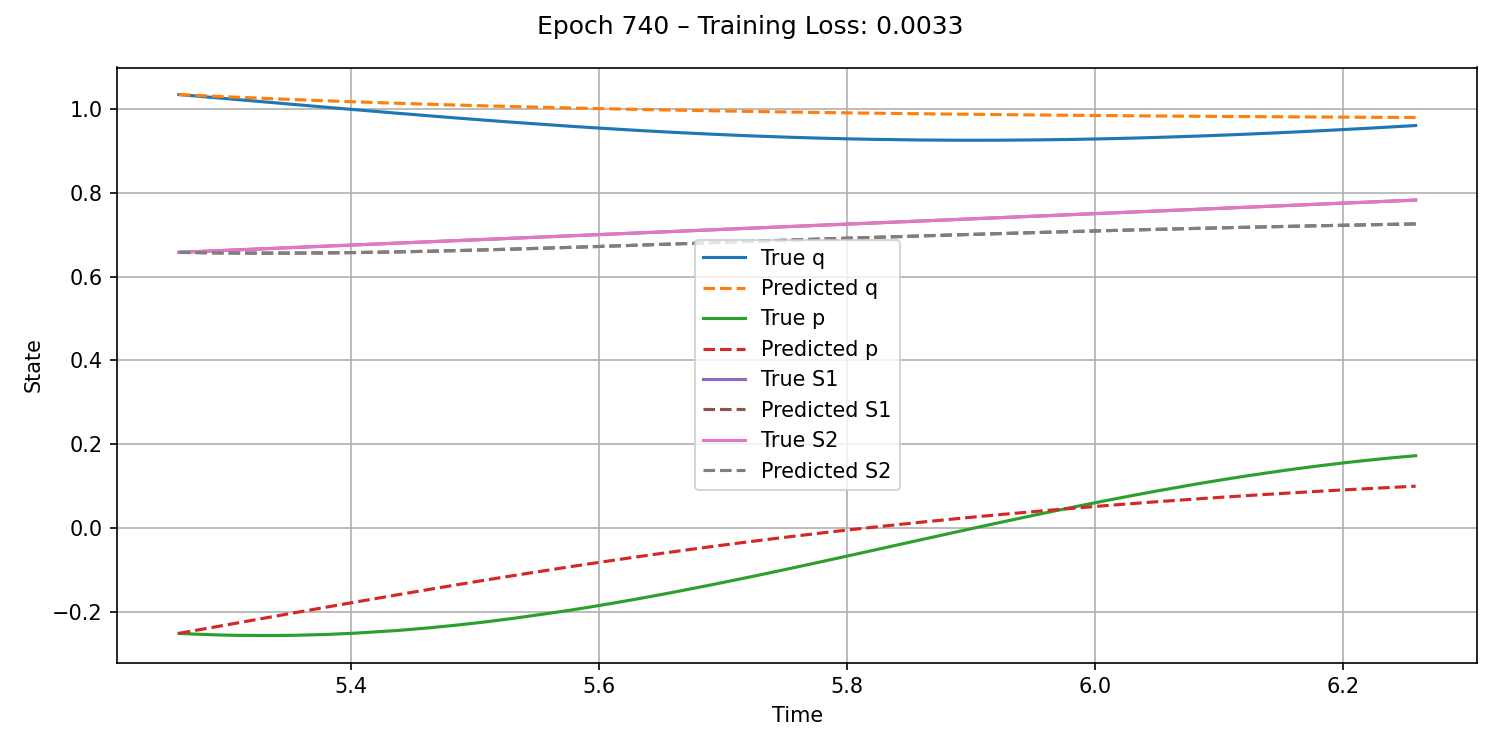 Epoch 740 – Training Loss: 0.0033
1.0
0.8
0.6
0.4
0.2
0.0
−0.2
State
True q
Predicted q
True p
Predicted p
True S1
Predicted S1
True S2
Predicted S2
5.4 5.6 5.8 6.0 6.2
Time